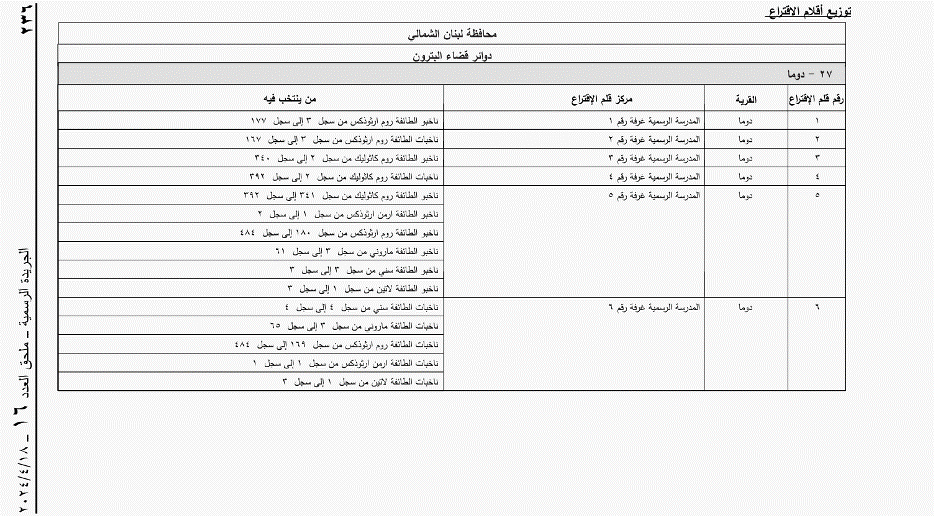 توزيع أقلام الاقتراع
محافظة لبنان الشمالي
دوائر قضاء البترون
٢٧ - دوما
رقم قلم الإقتراع القرية مركز قلم الإقتراع من ينتخب فيه
١ دوما المدرسة الرسمية غرفة رقم ١ ناخبو الطائفة روم ارثوذكس من سجل ٣ إلى سجل ١٧٧
٢ دوما المدرسة الرسمية غرفة رقم ٢ ناخبات الطائفة روم ارثوذكس من سجل ٣ إلى سجل ١٦٧
٣ دوما المدرسة الرسمية غرفة رقم ٣ ناخبو الطائفة روم كاثوليك من سجل ٢ إلى سجل ٣٤٠
٤ دوما المدرسة الرسمية غرفة رقم ٤ ناخبات الطائفة روم كاثوليك من سجل ٢ إلى سجل ٣٩٢
٥ دوما المدرسة الرسمية غرفة رقم ٥ ناخبو الطائفة روم كاثوليك من سجل ٣٤١ إلى سجل ٣٩٢
ناخبو الطائفة ارمن ارثوذكس من سجل ١ إلى سجل ٢
ناخبو الطائفة روم ارثوذكس من سجل ١٨٠ إلى سجل ٤٨٤
ناخبو الطائفة ماروني من سجل ٣ إلى سجل ٦١
ناخبو الطائفة سني من سجل ٣ إلى سجل ٣
ناخبو الطائفة لاتين من سجل ١ إلى سجل ٣
٦ دوما المدرسة الرسمية غرفة رقم ٦ ناخبات الطائفة سني من سجل ٤ إلى سجل ٤
ناخبات الطائفة ماروني من سجل ٣ إلى سجل ٦٥
ناخبات الطائفة روم ارثوذكس من سجل ١٦٩ إلى سجل ٤٨٤
ناخبات الطائفة ارمن ارثوذكس من سجل ١ إلى سجل ١
ناخبات الطائفة لاتين من سجل ١ إلى سجل ٣
٢٣٦
الجريدة الرسمية ـ ملحق العدد ١٦ ـ ٢٠٢٤/٤/١٨